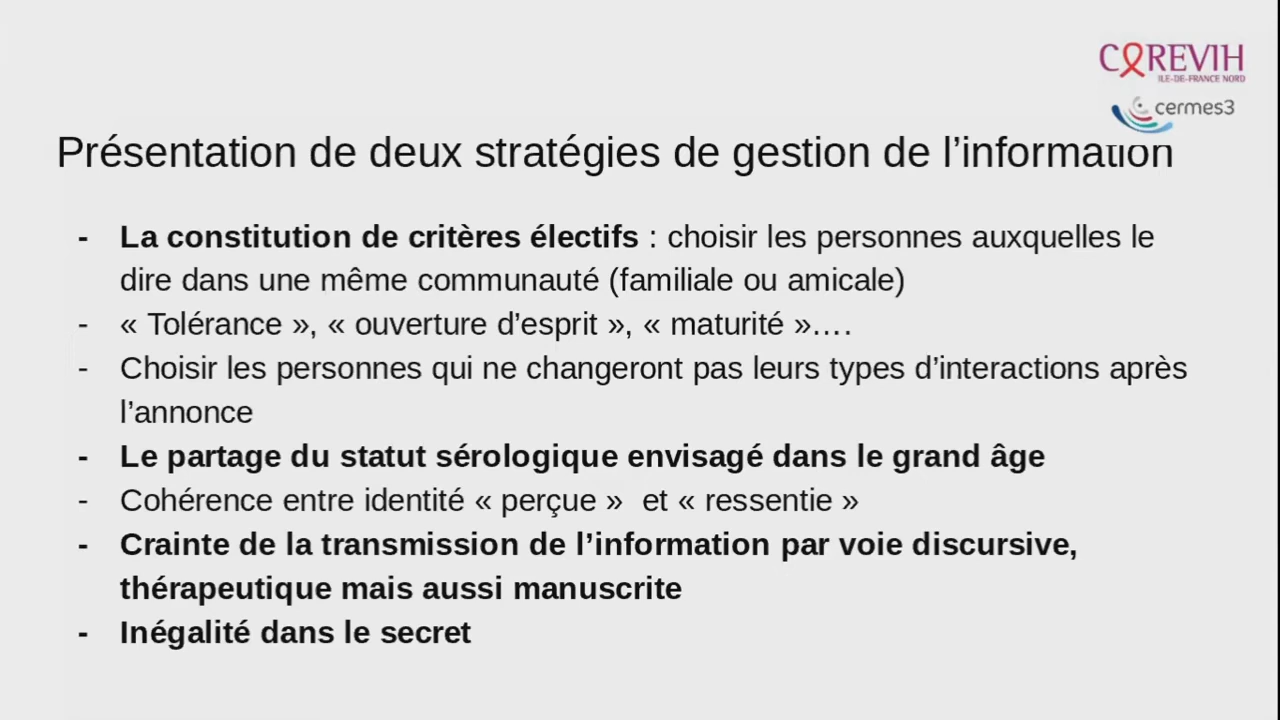 COREVIH
ILE-DE-FRANCE NORD
cermes3
Présentation de deux stratégies de gestion de l’information
- La constitution de critères électifs : choisir les personnes auxquelles le
dire dans une même communauté (familiale ou amicale)
- « Tolérance », « ouverture d’esprit », « maturité »….
- Choisir les personnes qui ne changeront pas leurs types d’interactions après
l’annonce
- Le partage du statut sérologique envisagé dans le grand âge
- Cohérence entre identité « perçue » et « ressentie »
- Crainte de la transmission de l’information par voie discursive,
thérapeutique mais aussi manuscrite
- Inégalité dans le secret